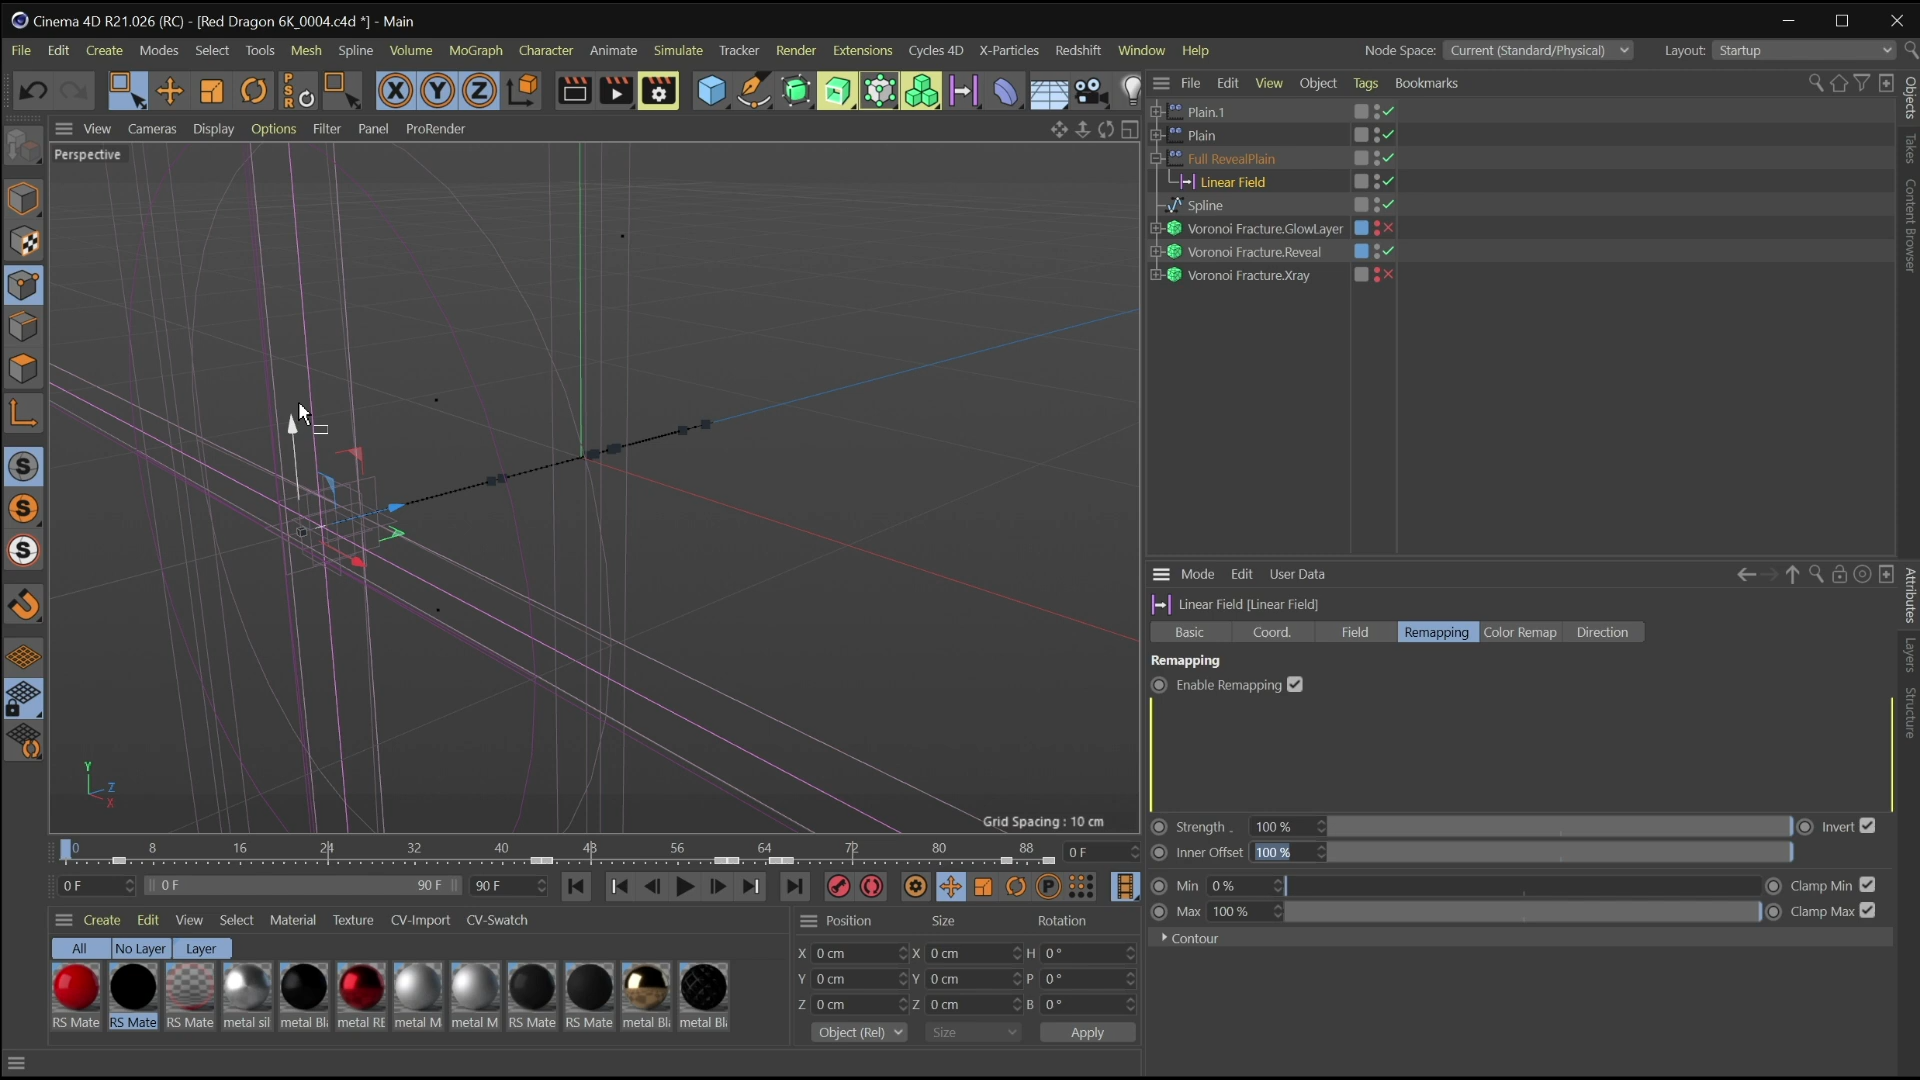 Cinema 4D R21.026 (RC) - [Red Dragon 6K_0004.c4d *] - Main
File Edit Create Modes Select Tools Mesh Spline Volume MoGraph Character Animate Simulate Tracker Render Extensions Cycles 4D X-Particles Redshift Window Help Node Space: Current (Standard/Physical) Layout: Startup
PSR X Y Z
File Edit View Object Tags Bookmarks
View Cameras Display Options Filter Panel ProRender
Perspective
Plain.1
Plain
Full RevealPlain
Linear Field
Spline
Voronoi Fracture.GlowLayer
Voronoi Fracture.Reveal
Voronoi Fracture.Xray
Objects
Takes
Content Browser
S
S
S
Y
Z
X
Grid Spacing : 10 cm
Mode Edit User Data
Linear Field [Linear Field]
Basic Coord. Field Remapping Color Remap Direction
Remapping
Enable Remapping
Strength . 100 % Invert
Inner Offset 100 %
Min 0 % Clamp Min
Max 100 % Clamp Max
Contour
Attributes
Layers
Structure
0 8 16 24 32 40 48 56 64 72 80 88 0 F
0 F 0 F 90 F 90 F
P
Create Edit View Select Material Texture CV-Import CV-Swatch
All No Layer Layer
RS Mate RS Mate RS Mate metal sil metal Bl metal RE metal M metal M RS Mate RS Mate metal Bl metal Bl
Position Size Rotation
X 0 cm X 0 cm H 0 °
Y 0 cm Y 0 cm P 0 °
Z 0 cm Z 0 cm B 0 °
Object (Rel) Size Apply